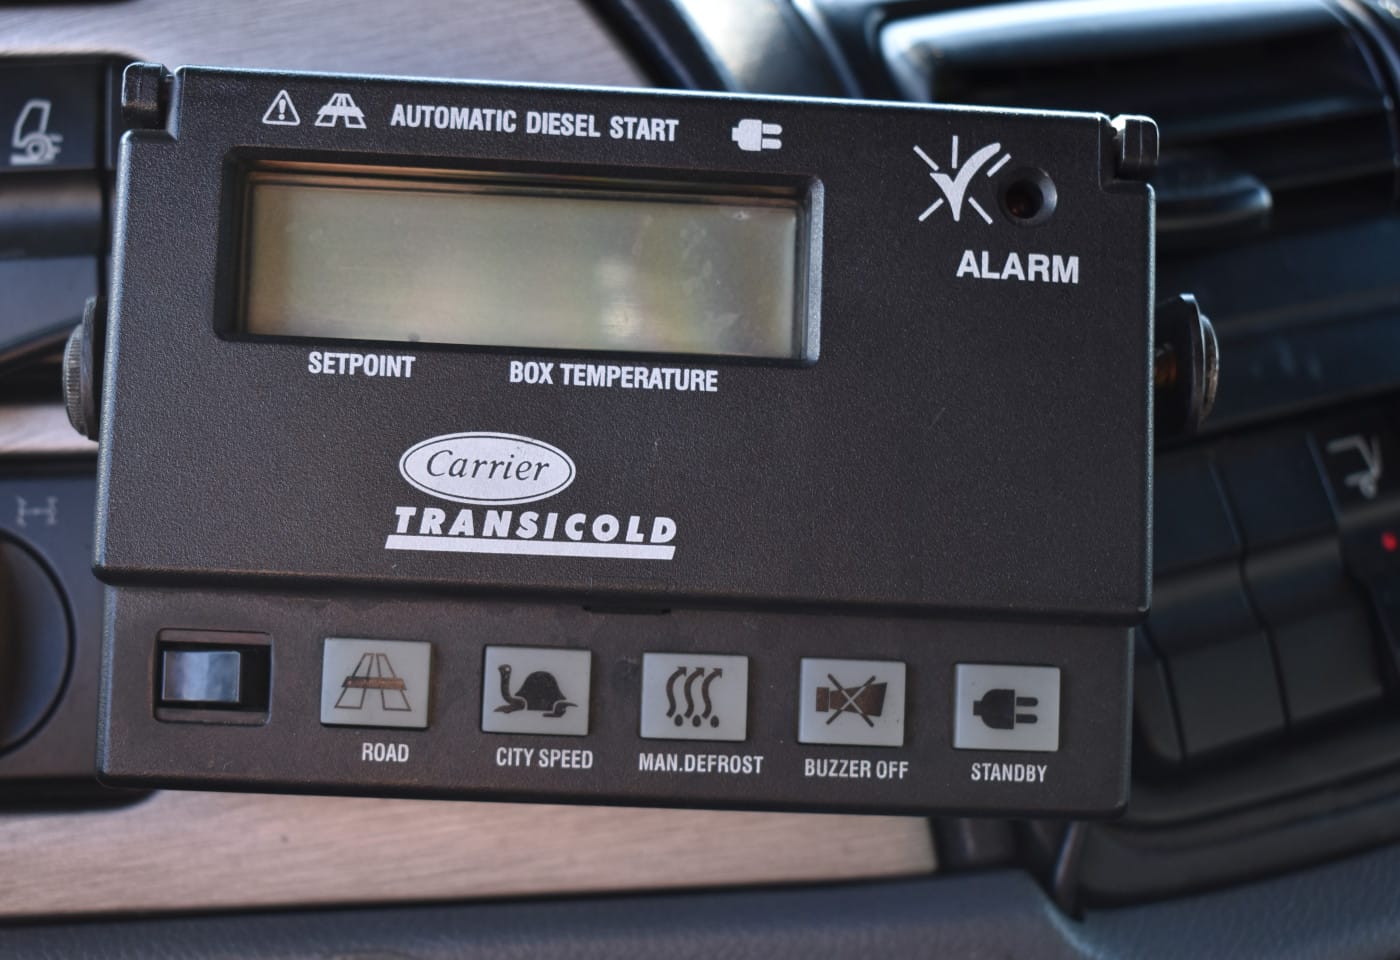 AUTOMATIC DIESEL START
ALARM
SETPOINT
BOX TEMPERATURE
Carrier
TRANSICOLD
ROAD
CITY SPEED
MAN.DEFROST
BUZZER OFF
STANDBY